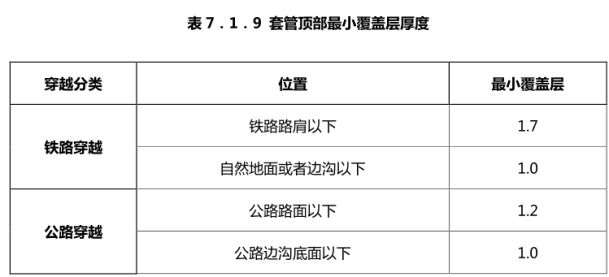 表 7．1．9 套管顶部最小覆盖层厚度
穿越分类 位置 最小覆盖层
铁路穿越 铁路路肩以下 1.7
自然地面或者边沟以下 1.0
公路穿越 公路路面以下 1.2
公路边沟底面以下 1.0